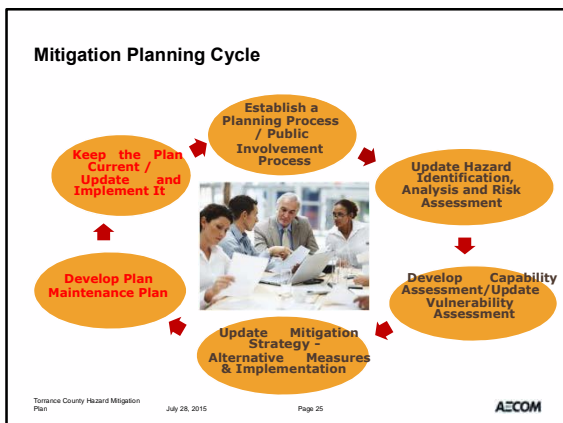 Mitigation Planning Cycle
Establish a
Planning Process
/ Public
Involvement
Process
Update Hazard
Identification,
Analysis and Risk
Assessment
Develop Capability
Assessment/Update
Vulnerability
Assessment
Update Mitigation
Strategy -
Alternative Measures
& Implementation
Develop Plan
Maintenance Plan
Keep the Plan
Current /
Update and
Implement It
Torrance County Hazard Mitigation
Plan July 28, 2015 Page 25
AECOM